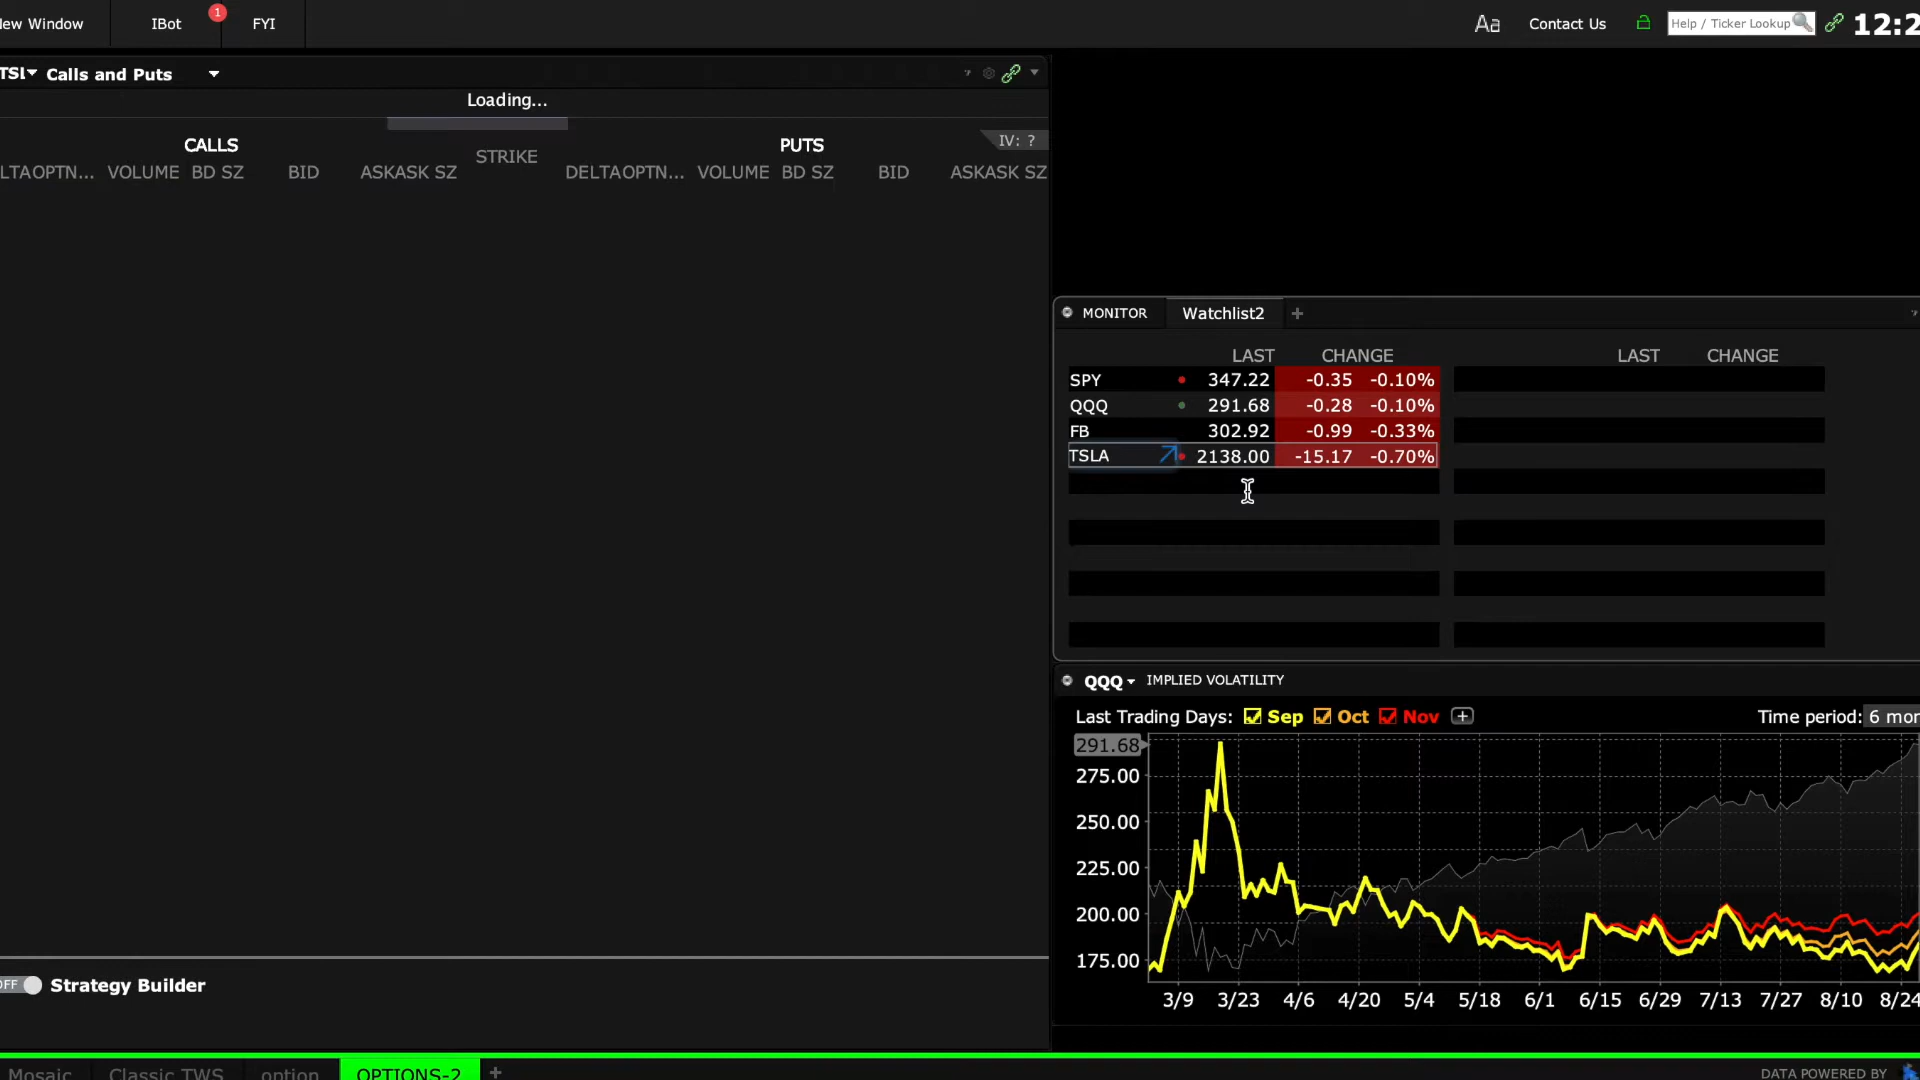 New Window IBot 1 FYI Aa Contact Us Help / Ticker Lookup 12:2
TSL Calls and Puts
Loading...
CALLS PUTS IV: ?
STRIKE
LTAOPTN... VOLUME BD SZ BID ASKASK SZ DELTAOPTN... VOLUME BD SZ BID ASKASK SZ
MONITOR Watchlist2 +
LAST CHANGE LAST CHANGE
SPY 347.22 -0.35 -0.10%
QQQ 291.68 -0.28 -0.10%
FB 302.92 -0.99 -0.33%
TSLA 2138.00 -15.17 -0.70%
QQQ IMPLIED VOLATILITY
Last Trading Days: Sep Oct Nov + Time period: 6 mor
291.68
275.00
250.00
225.00
200.00
175.00
3/9 3/23 4/6 4/20 5/4 5/18 6/1 6/15 6/29 7/13 7/27 8/10 8/24
OFF Strategy Builder
Mosaic Classic TWS option OPTIONS-2 + DATA POWERED BY